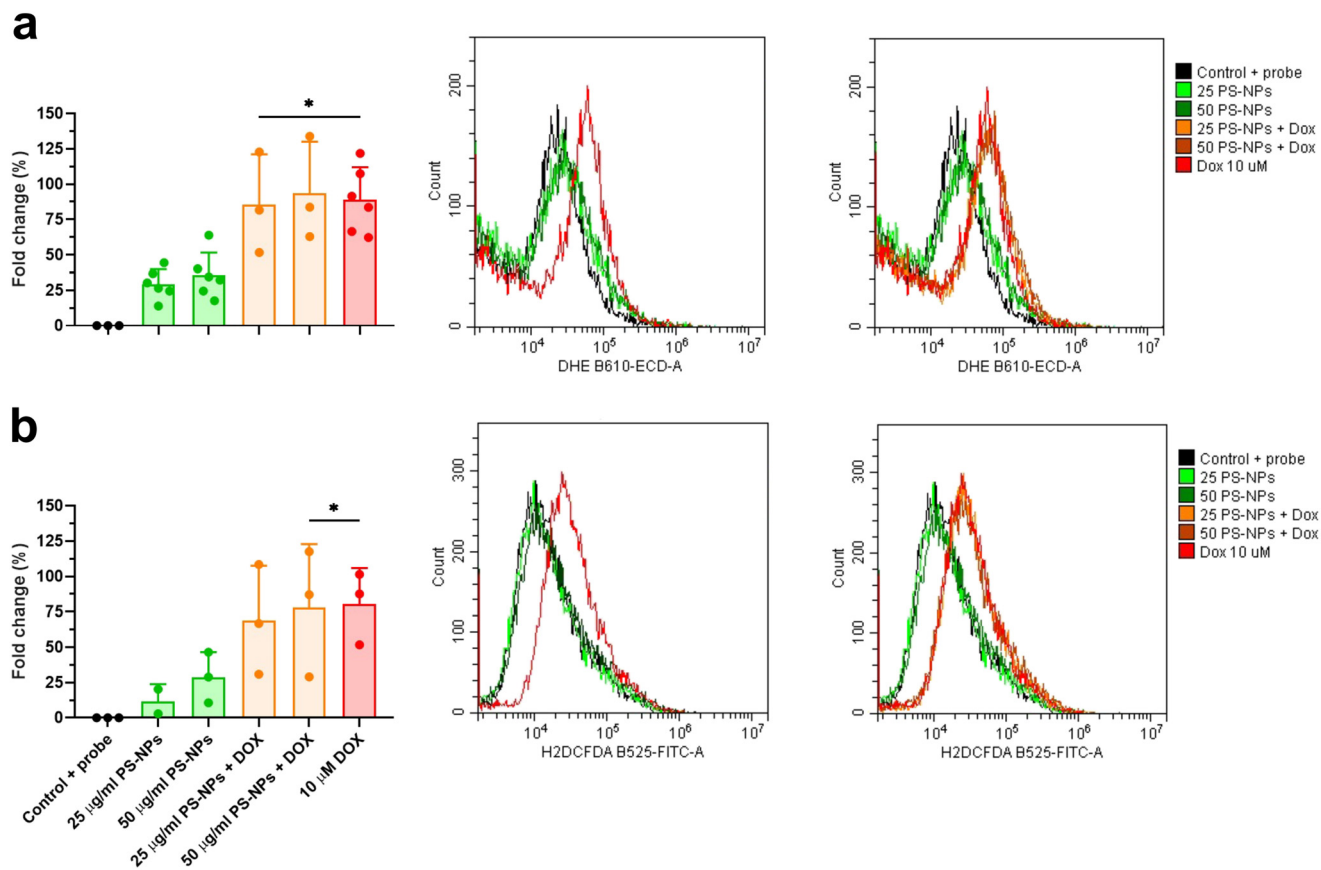 a
Fold change (%)
150
125
100
75
50
25
0
*
Count
200
100
0
10^4
10^5
10^6
10^7
DHE B610-ECD-A
Count
200
100
0
10^4
10^5
10^6
10^7
DHE B610-ECD-A
Control + probe
25 PS-NPs
50 PS-NPs
25 PS-NPs + Dox
50 PS-NPs + Dox
Dox 10 uM
b
Fold change (%)
150
125
100
75
50
25
0
*
Control + probe
25 µg/ml PS-NPs
50 µg/ml PS-NPs
25 µg/ml PS-NPs + DOX
50 µg/ml PS-NPs + DOX
10 µM DOX
Count
300
200
100
0
10^4
10^5
10^6
10^7
H2DCFDA B525-FITC-A
Count
300
200
100
0
10^4
10^5
10^6
10^7
H2DCFDA B525-FITC-A
Control + probe
25 PS-NPs
50 PS-NPs
25 PS-NPs + Dox
50 PS-NPs + Dox
Dox 10 uM